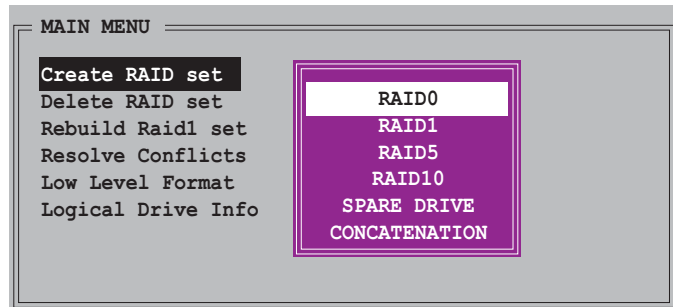 MAIN MENU
Create RAID set
Delete RAID set
Rebuild Raid1 set
Resolve Conflicts
Low Level Format
Logical Drive Info
RAID0
RAID1
RAID5
RAID10
SPARE DRIVE
CONCATENATION